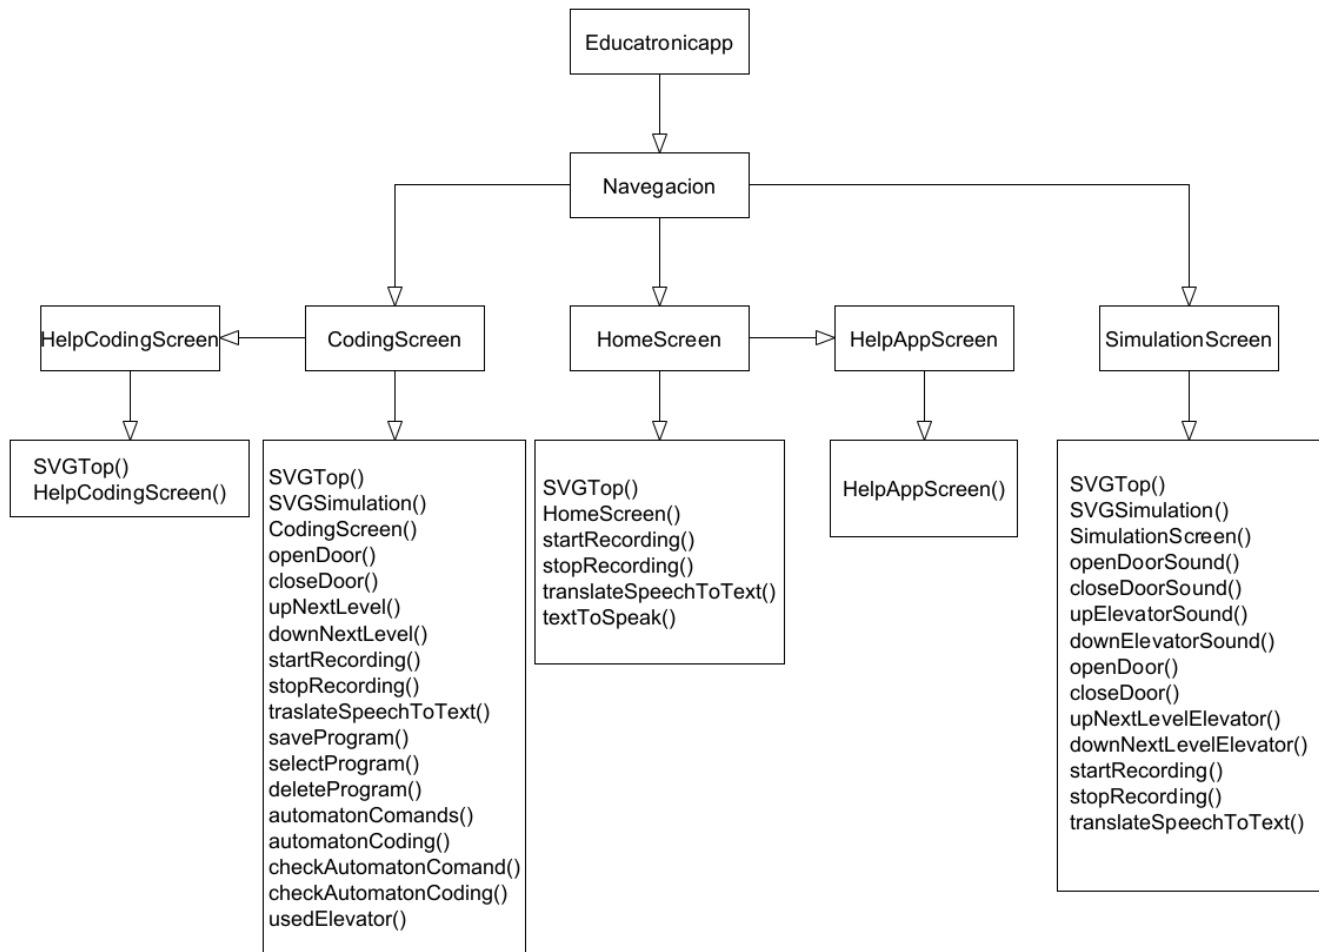 Educatronicapp
Navegacion
HelpCodingScreen
CodingScreen
HomeScreen
HelpAppScreen
SimulationScreen
SVGTop()
HelpCodingScreen()
SVGTop()
SVGSimulation()
CodingScreen()
openDoor()
closeDoor()
upNextLevel()
downNextLevel()
startRecording()
stopRecording()
traslateSpeechToText()
saveProgram()
selectProgram()
deleteProgram()
automatonComands()
automatonCoding()
checkAutomatonComand()
checkAutomatonCoding()
usedElevator()
SVGTop()
HomeScreen()
startRecording()
stopRecording()
translateSpeechToText()
textToSpeak()
HelpAppScreen()
SVGTop()
SVGSimulation()
SimulationScreen()
openDoorSound()
closeDoorSound()
upElevatorSound()
downElevatorSound()
openDoor()
closeDoor()
upNextLevelElevator()
downNextLevelElevator()
startRecording()
stopRecording()
translateSpeechToText()